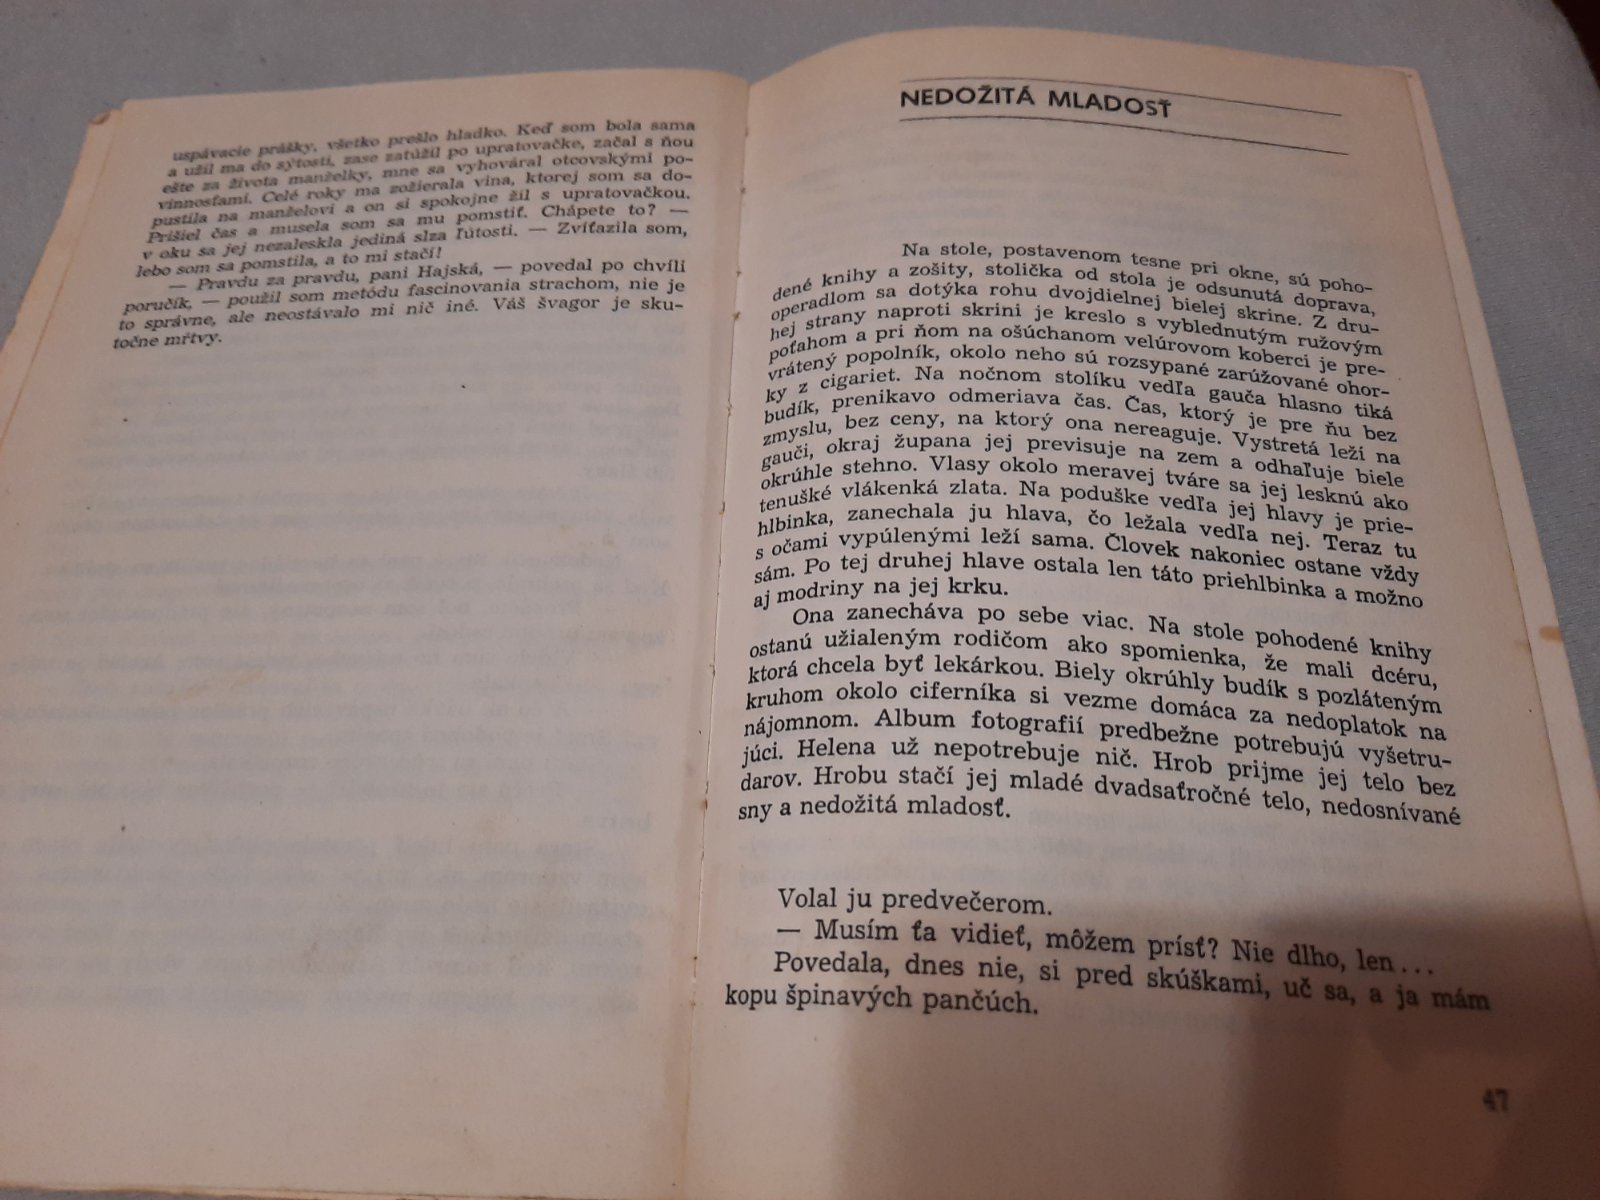 uspávacie prášky, všetko prešlo hladko. Keď som bola sama
a užil ma do sýtosti, zase zatúžil po upratovačke, začal s ňou
ešte za života manželky, mne sa vyhováral otcovskými po-
vinnosťami. Celé roky ma zožierala vina, ktorej som sa do-
pustila na manželovi a on si spokojne žil s upratovačkou.
Prišiel čas a musela som sa mu pomstiť. Chápete to? —
v oku sa jej nezaleskla jediná slza ľútosti. — Zvíťazila som,
lebo som sa pomstila, a to mi stačí!
— Pravdu za pravdu, pani Hajská, — povedal po chvíli
poručík, — použil som metódu fascinovania strachom, nie je
to správne, ale neostávalo mi nič iné. Váš švagor je sku-
točne mŕtvy.
NEDOŽITÁ MLADOSŤ
Na stole, postavenom tesne pri okne, sú poho-
dené knihy a zošity, stolička od stola je odsunutá doprava,
operadlom sa dotýka rohu dvojdielnej bielej skrine. Z dru-
hej strany naproti skrini je kreslo s vyblednutým ružovým
poťahom a pri ňom na ošúchanom velúrovom koberci je pre-
vrátený popolník, okolo neho sú rozsypané zarúžované ohor-
ky z cigariet. Na nočnom stolíku vedľa gauča hlasno tiká
budík, prenikavo odmeriava čas. Čas, ktorý je pre ňu bez
zmyslu, bez ceny, na ktorý ona nereaguje. Vystretá leží na
gauči, okraj župana jej previsuje na zem a odhaľuje biele
okrúhle stehno. Vlasy okolo meravej tváre sa jej lesknú ako
tenušké vlákenká zlata. Na poduške vedľa jej hlavy je prie-
hlbinka, zanechala ju hlava, čo ležala vedľa nej. Teraz tu
s očami vypúlenými leží sama. Človek nakoniec ostane vždy
sám. Po tej druhej hlave ostala len táto priehlbinka a možno
aj modriny na jej krku.
Ona zanecháva po sebe viac. Na stole pohodené knihy
ostanú užialeným rodičom ako spomienka, že mali dcéru,
ktorá chcela byť lekárkou. Biely okrúhly budík s pozláteným
kruhom okolo ciferníka si vezme domáca za nedoplatok na
nájomnom. Album fotografií predbežne potrebujú vyšetru-
júci. Helena už nepotrebuje nič. Hrob prijme jej telo bez
darov. Hrobu stačí jej mladé dvadsaťročné telo, nedosnívané
sny a nedožitá mladosť.
Volal ju predvečerom.
— Musím ťa vidieť, môžem prísť? Nie dlho, len...
Povedala, dnes nie, si pred skúškami, uč sa, a ja mám
kopu špinavých pančúch.
47